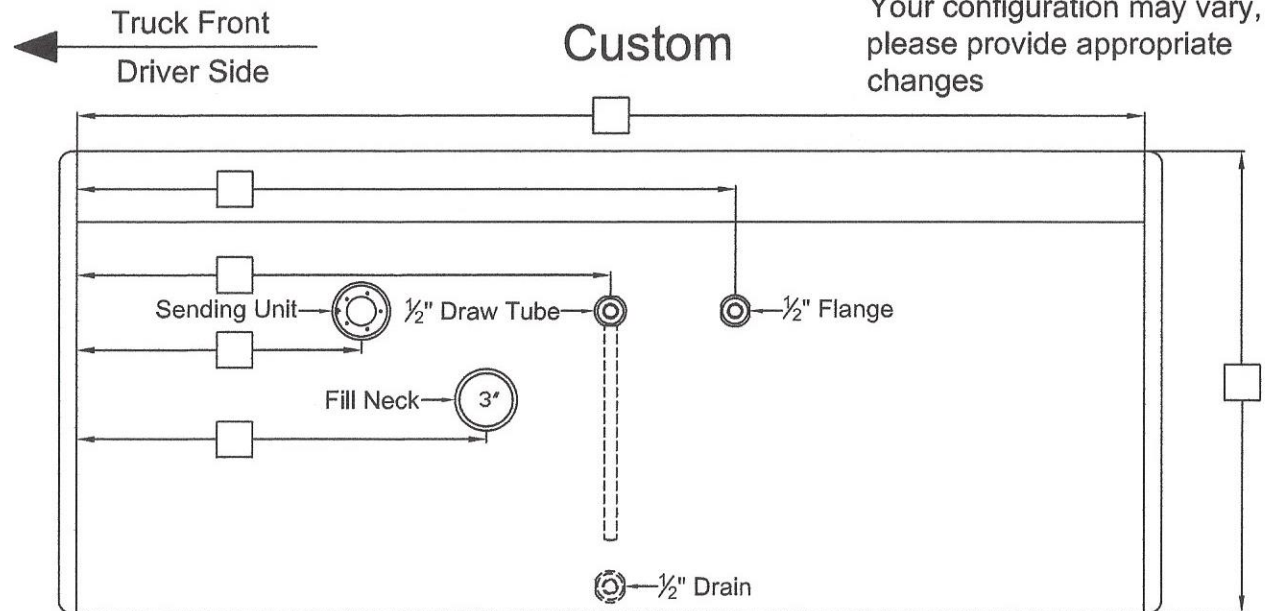 Truck Front
Driver Side
Custom
Your configuration may vary,
please provide appropriate
changes
Sending Unit
½" Draw Tube
½" Flange
Fill Neck
3"
½" Drain